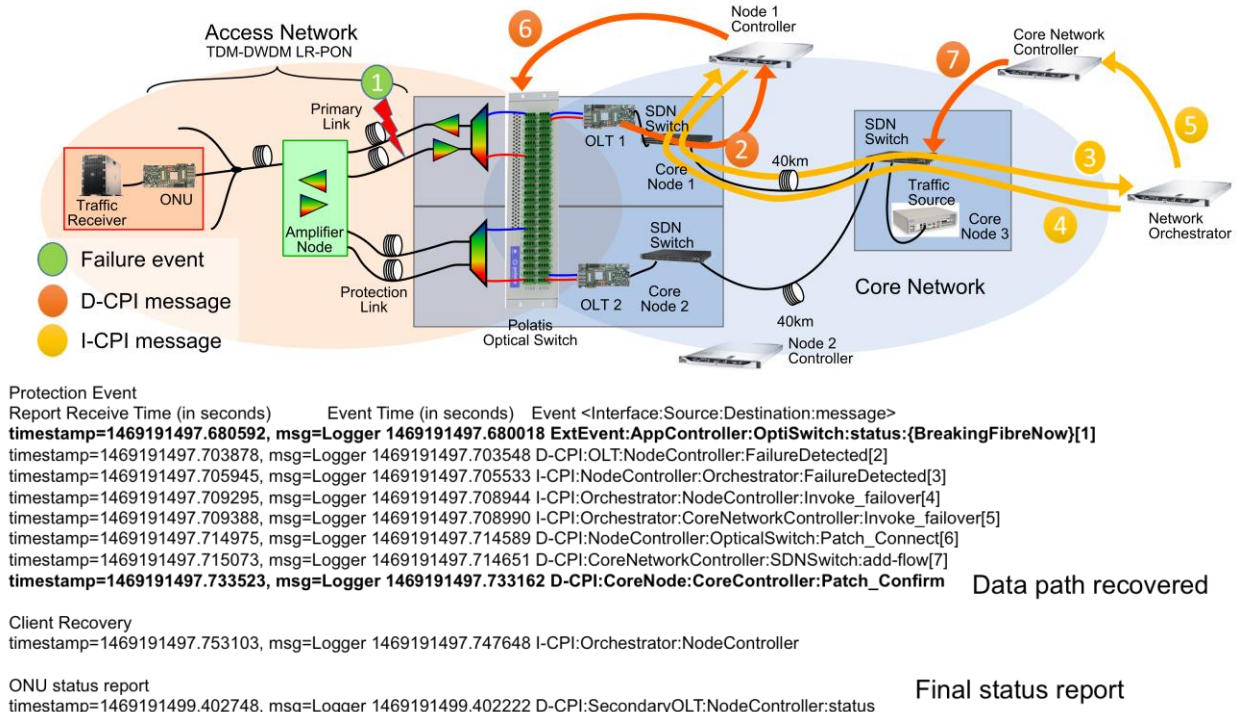 Access Network
TDM-DWDM LR-PON
Node 1
Controller
Core Network
Controller
6
7
1
Primary
Link
SDN
Switch
OLT 1
2
Core
Node 1
40km
SDN
Switch
5
3
4
Traffic
Receiver
ONU
Amplifier
Node
Traffic
Source
Core
Node 3
Network
Orchestrator
SDN
Switch
Failure event
D-CPI message
I-CPI message
Protection
Link
OLT 2
Core
Node 2
40km
Core Network
Polatis
Optical Switch
Node 2
Controller
Protection Event
Report Receive Time (in seconds) Event Time (in seconds) Event <Interface:Source:Destination:message>
timestamp=1469191497.680592, msg=Logger 1469191497.680018 ExtEvent:AppController:OptiSwitch:status:{BreakingFibreNow}[1]
timestamp=1469191497.703878, msg=Logger 1469191497.703548 D-CPI:OLT:NodeController:FailureDetected[2]
timestamp=1469191497.705945, msg=Logger 1469191497.705533 I-CPI:NodeController:Orchestrator:FailureDetected[3]
timestamp=1469191497.709295, msg=Logger 1469191497.708944 I-CPI:Orchestrator:NodeController:Invoke_failover[4]
timestamp=1469191497.709388, msg=Logger 1469191497.708990 I-CPI:Orchestrator:CoreNetworkController:Invoke_failover[5]
timestamp=1469191497.714975, msg=Logger 1469191497.714589 D-CPI:NodeController:OpticalSwitch:Patch_Connect[6]
timestamp=1469191497.715073, msg=Logger 1469191497.714651 D-CPI:CoreNetworkController:SDNSwitch:add-flow[7]
timestamp=1469191497.733523, msg=Logger 1469191497.733162 D-CPI:CoreNode:CoreController:Patch_Confirm
Data path recovered
Client Recovery
timestamp=1469191497.753103, msg=Logger 1469191497.747648 I-CPI:Orchestrator:NodeController
ONU status report
Final status report
timestamp=1469191499.402748, msg=Logger 1469191499.402222 D-CPI:SecondaryOLT:NodeController:status